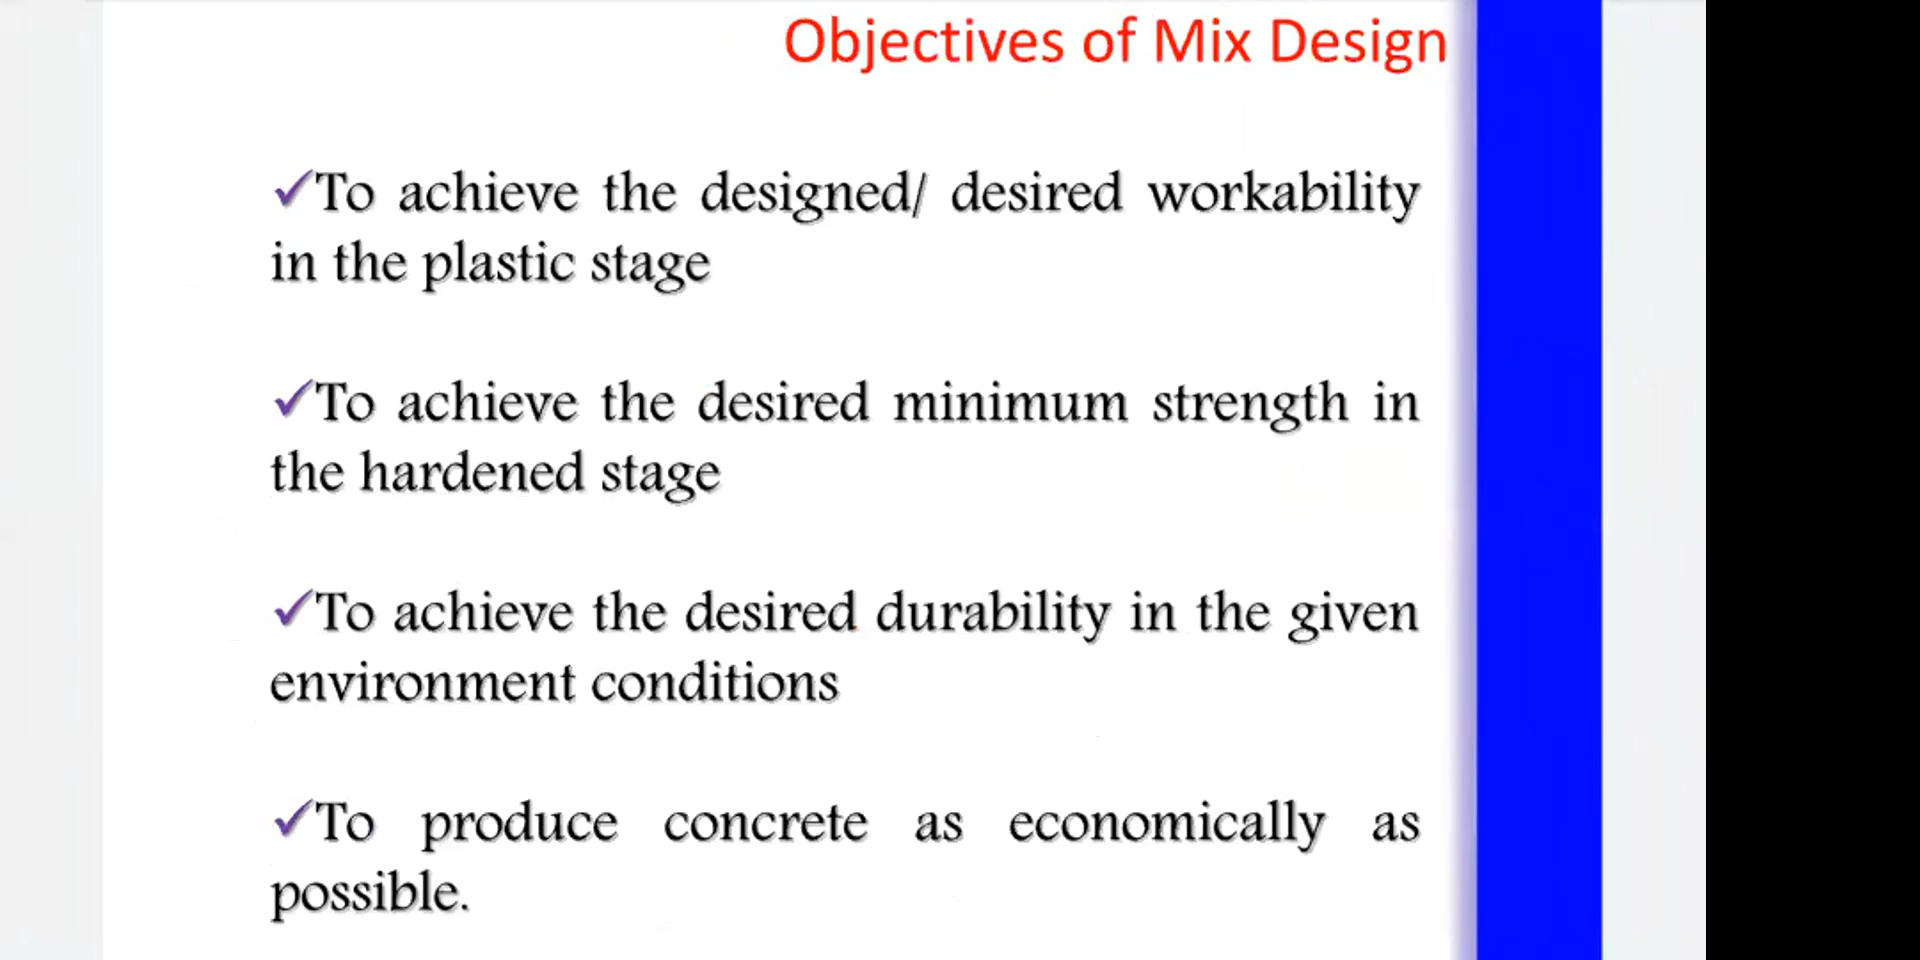 Objectives of Mix Design
✓To achieve the designed/ desired workability
in the plastic stage
✓To achieve the desired minimum strength in
the hardened stage
✓To achieve the desired durability in the given
environment conditions
✓To produce concrete as economically as
possible.